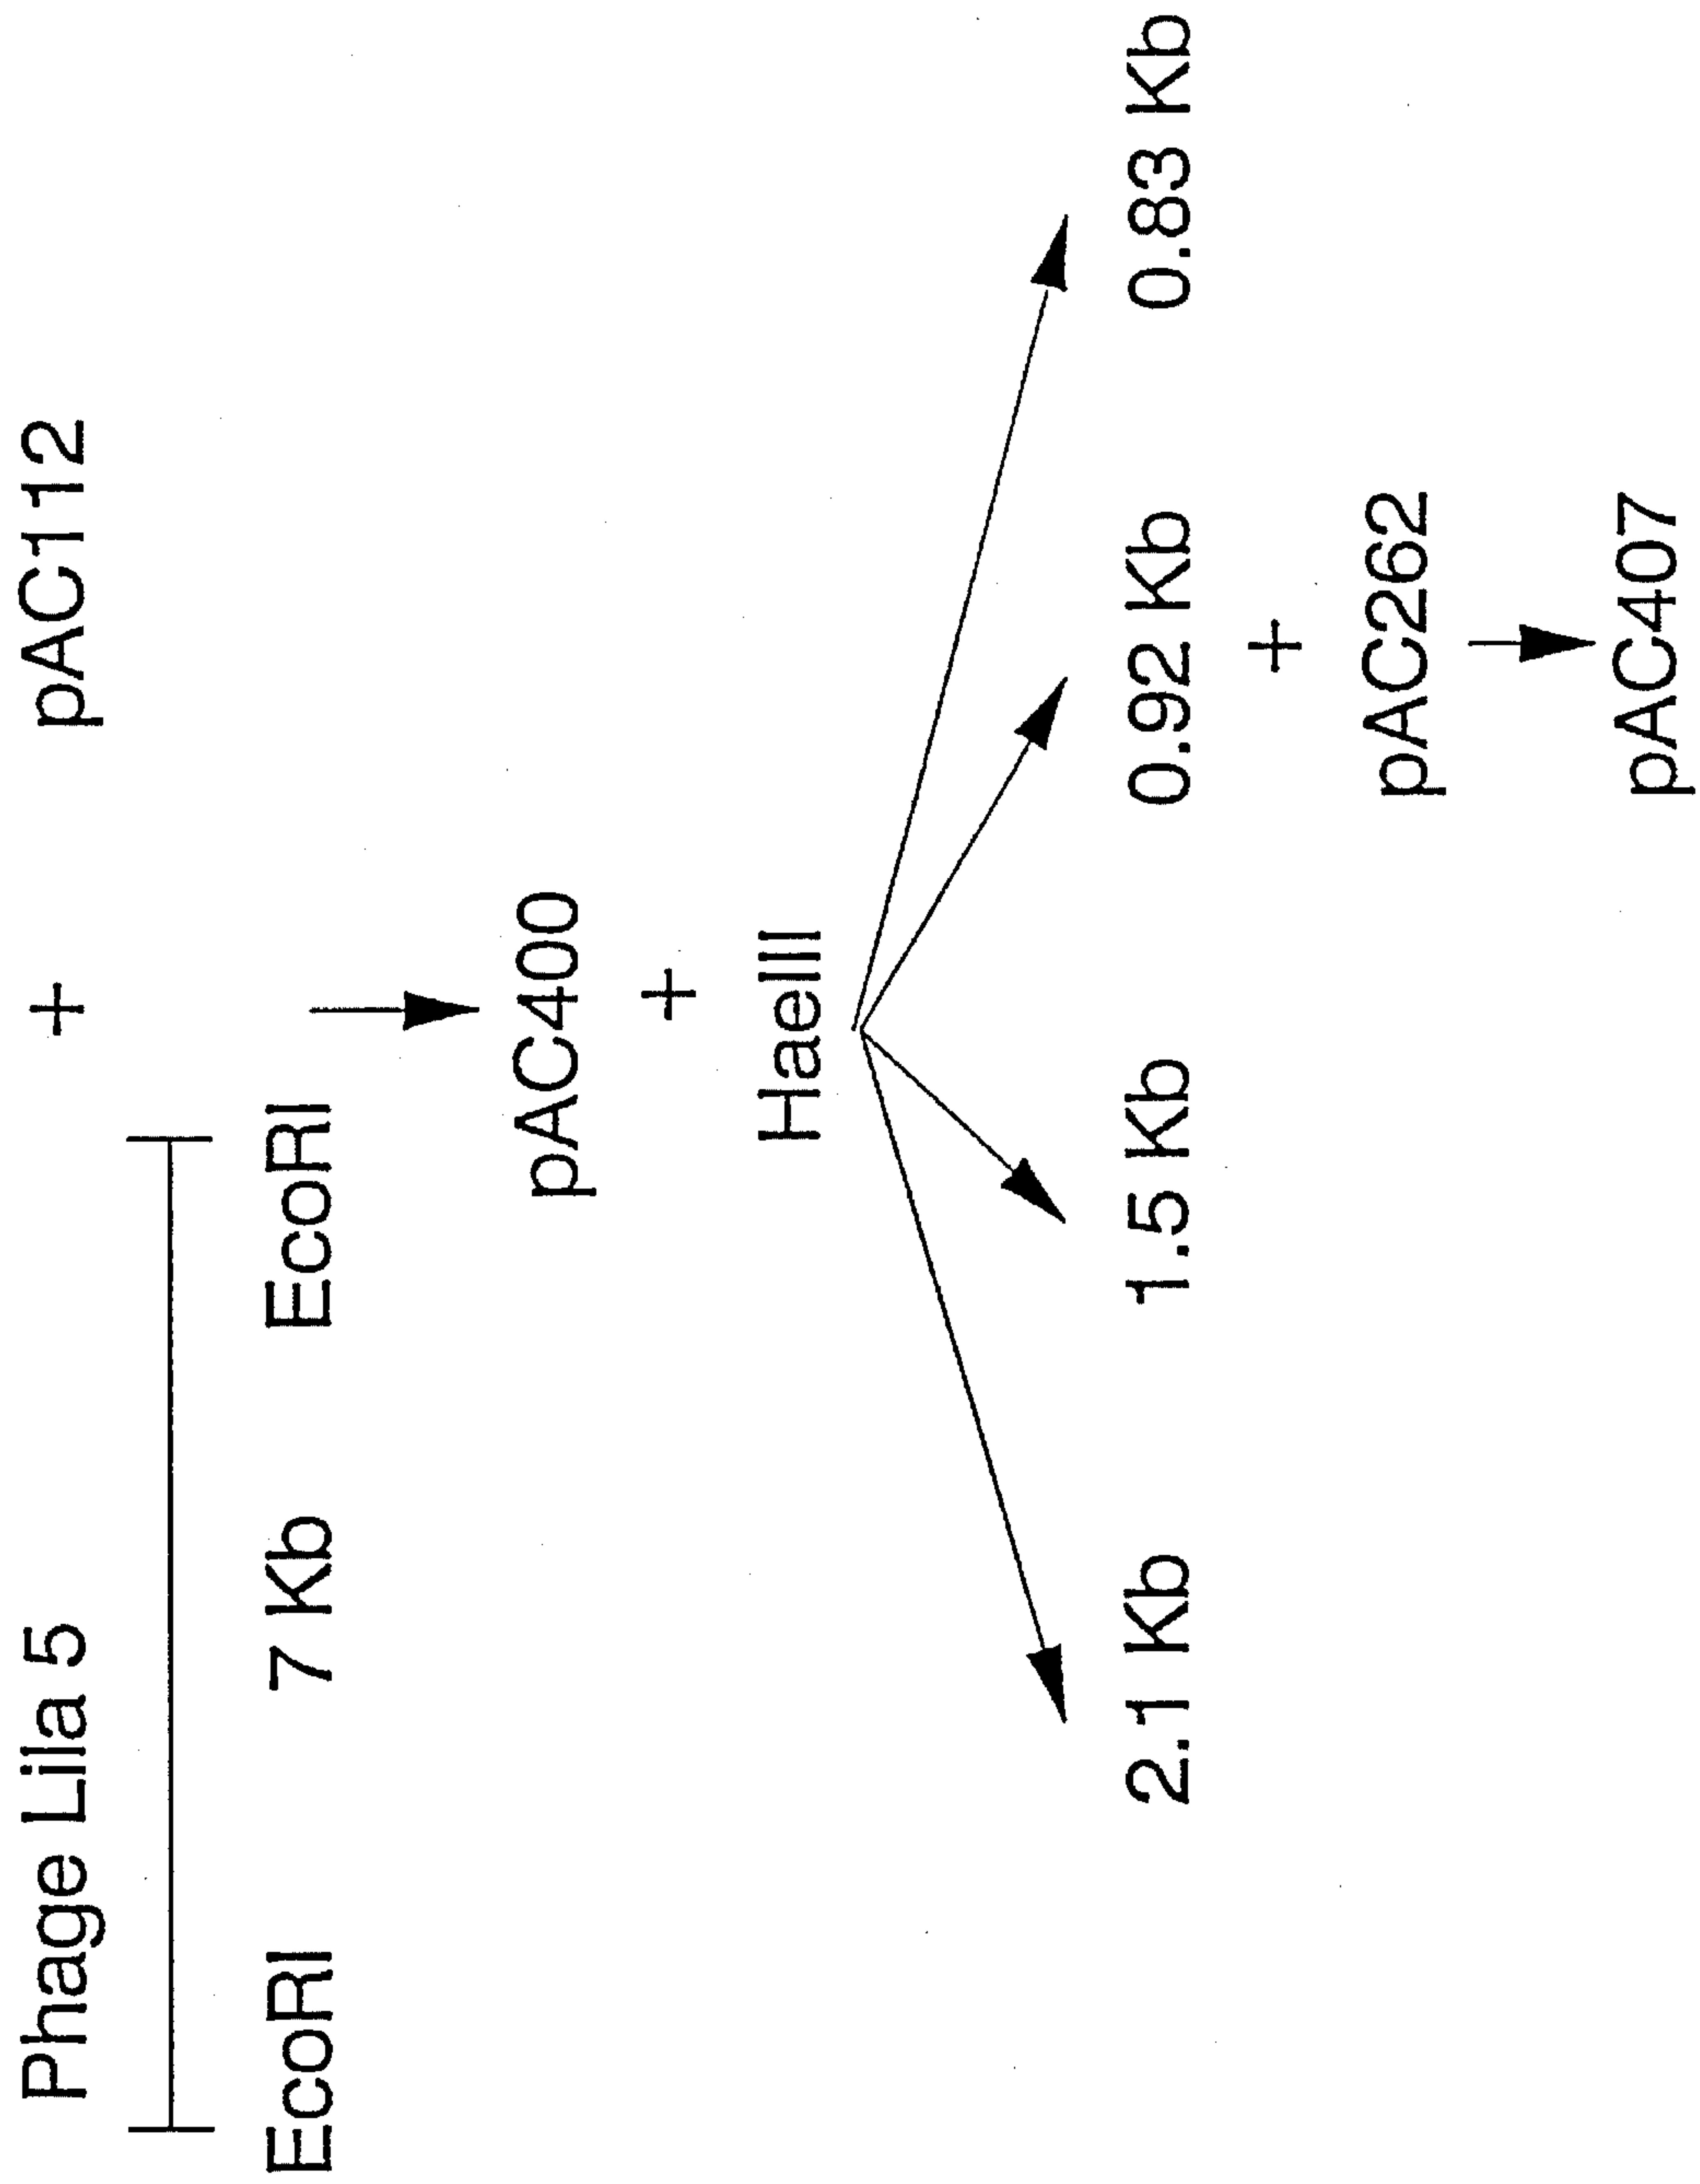 Phage Lila 5 + pAC112
EcoRI 7 Kb EcoRI
pAC400
+
HaeIII
2.1 Kb 1.5 Kb 0.92 Kb 0.83 Kb
+
pAC262
pAC407